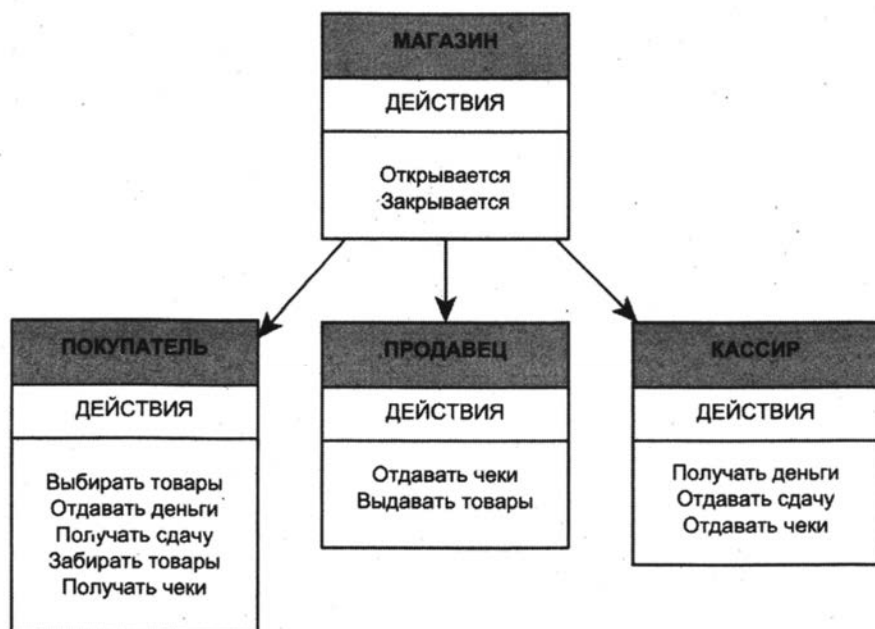 МАГАЗИН
ДЕЙСТВИЯ
Открывается
Закрывается
ПОКУПАТЕЛЬ
ДЕЙСТВИЯ
Выбирать товары
Отдавать деньги
Получать сдачу
Забирать товары
Получать чеки
ПРОДАВЕЦ
ДЕЙСТВИЯ
Отдавать чеки
Выдавать товары
КАССИР
ДЕЙСТВИЯ
Получать деньги
Отдавать сдачу
Отдавать чеки